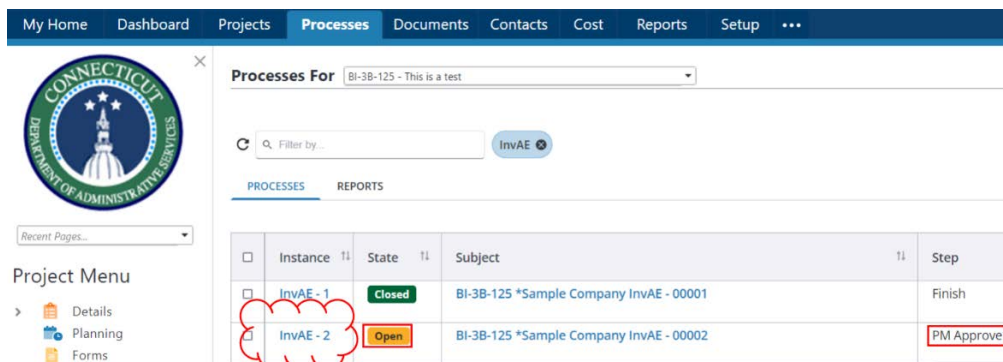 My Home Dashboard Projects Processes Documents Contacts Cost Reports Setup •••
CONNECTICUT
DEPARTMENT OF ADMINISTRATIVE SERVICES
Processes For BI-3B-125 - This is a test
Filter by... InvAE
PROCESSES REPORTS
Recent Pages...
Project Menu
Details
Planning
Forms
Instance State Subject Step
InvAE - 1 Closed BI-3B-125 *Sample Company InvAE - 00001 Finish
InvAE - 2 Open BI-3B-125 *Sample Company InvAE - 00002 PM Approve